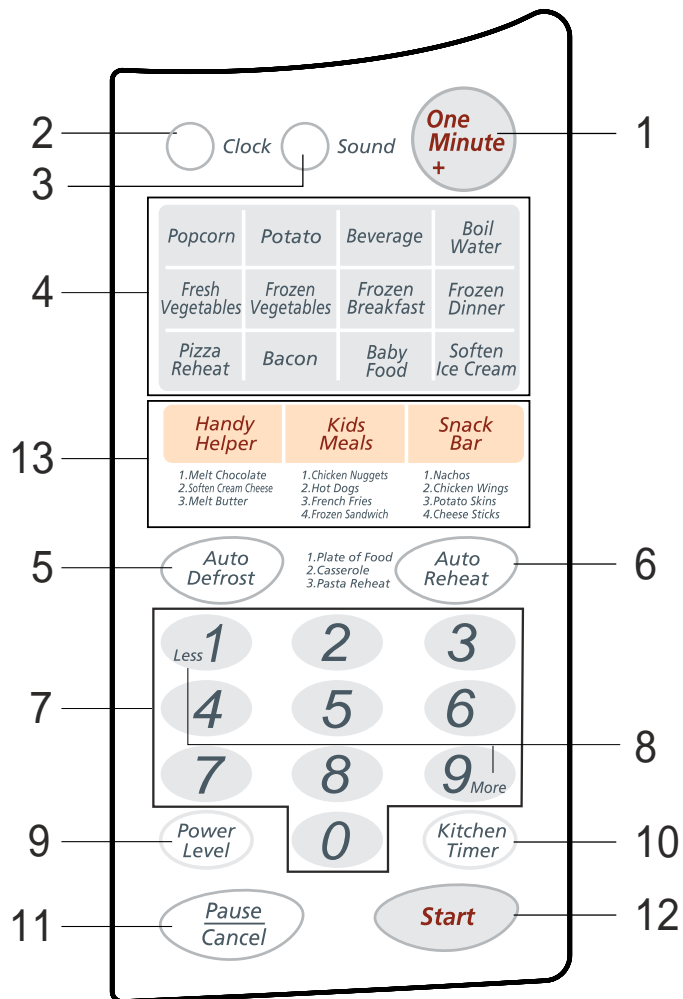 One
Minute
+
1
2
Clock
Sound
3
4
Popcorn
Potato
Beverage
Boil
Water
Fresh
Vegetables
Frozen
Vegetables
Frozen
Breakfast
Frozen
Dinner
Pizza
Reheat
Bacon
Baby
Food
Soften
Ice Cream
13
Handy
Helper
Kids
Meals
Snack
Bar
1.Melt Chocolate
2.Soften Cream Cheese
3.Melt Butter
1.Chicken Nuggets
2.Hot Dogs
3.French Fries
4.Frozen Sandwich
1.Nachos
2.Chicken Wings
3.Potato Skins
4.Cheese Sticks
5
Auto
Defrost
1.Plate of Food
2.Casserole
3.Pasta Reheat
Auto
Reheat
6
7
Less 1
2
3
4
5
6
8
7
8
9 More
9
Power
Level
0
Kitchen
Timer
10
11
Pause
Cancel
Start
12